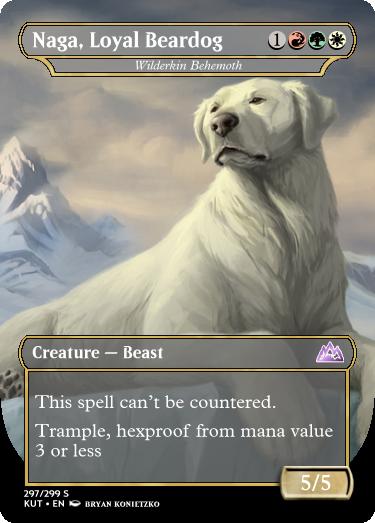 Naga, Loyal Beardog 1
Wilderkin Behemoth
Creature — Beast
This spell can't be countered.
Trample, hexproof from mana value
3 or less
5/5
297/299 S
KUT • EN BRYAN KONIETZKO